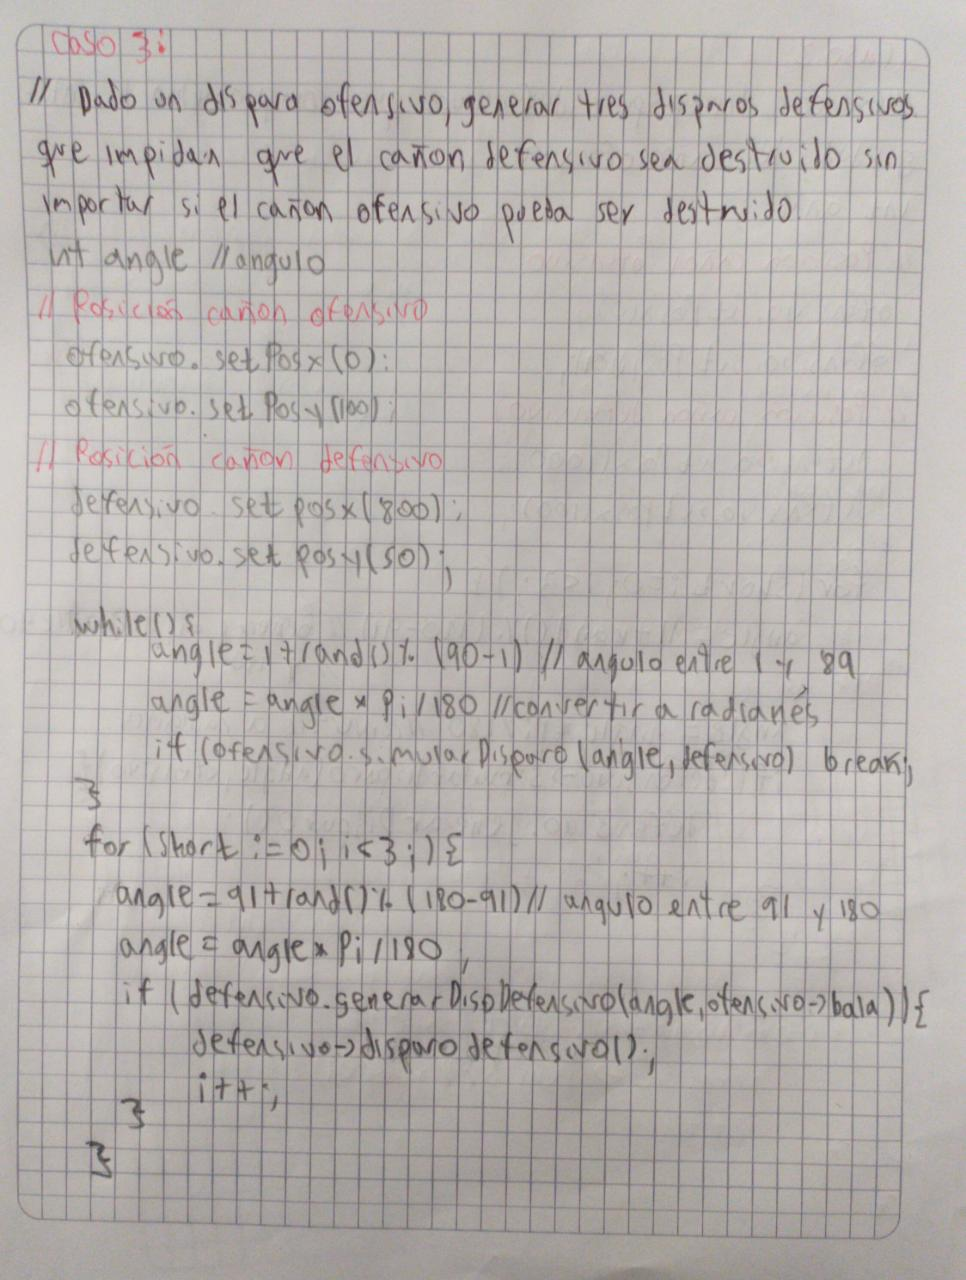 Caso 3:
// Dado un disparo ofensivo, generar tres disparos defensivos
que impidan que el cañon defensivo sea destruido sin
importar si el cañon ofensivo pueda ser destruido
int angle //angulo
// Posición cañon ofensivo
ofensivo. set Posx(0);
ofensivo. set Posy(100);
// Posición cañon defensivo
defensivo. set posx(800);
defensivo. set posy(50);
while(){
angle=1+rand()% (90-1) // angulo entre 1 y 89
angle = angle * Pi/180 //convertir a radianes
if (ofensivo.simularDisparo(angle, defensivo) break;
}
for (short i=0; i<3;){
angle=91+rand()% (180-91)// angulo entre 91 y 180
angle = angle * Pi/180;
if (defensivo.generarDispDefensivo(angle,ofensivo->bala)){
defensivo->disparodefensivo();
i++;
}
}